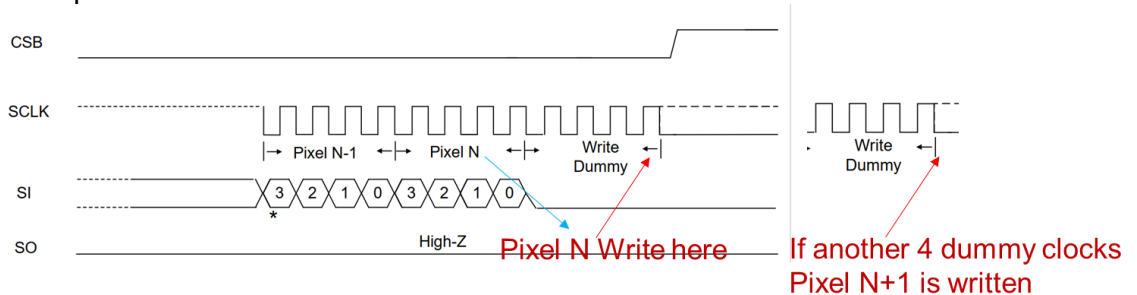 CSB
SCLK
Pixel N-1
Pixel N
Write
Dummy
Write
Dummy
SI
3 2 1 0 3 2 1 0
*
SO
High-Z
Pixel N Write here
If another 4 dummy clocks
Pixel N+1 is written